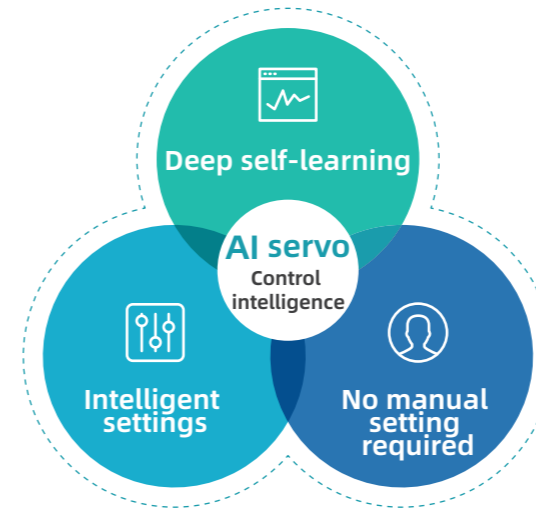 Deep self-learning
AI servo
Control
intelligence
Intelligent
settings
No manual
setting
required